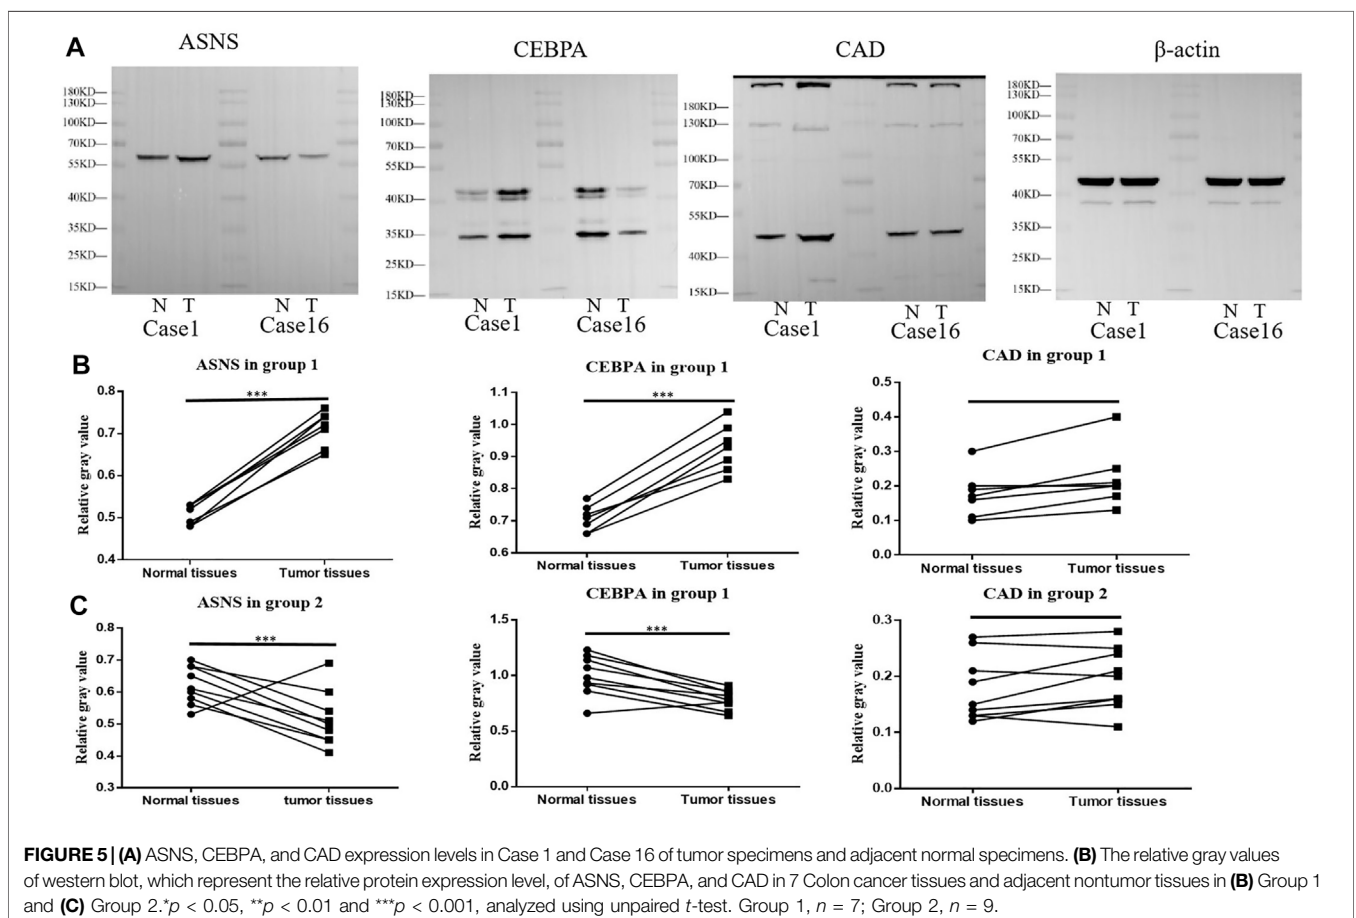 A
ASNS
CEBPA
CAD
β-actin
180KD
130KD
100KD
70KD
55KD
40KD
35KD
25KD
15KD
180KD
130KD
100KD
70KD
55KD
40KD
35KD
25KD
15KD
180KD
130KD
100KD
70KD
55KD
40KD
15KD
180KD
130KD
100KD
70KD
55KD
40KD
35KD
25KD
15KD
N T
Case1
Case16
N T
N T
Case1
Case16
N T
N T
Case1
Case16
N T
N T
Case1
Case16
B
ASNS in group 1
Relative gray value
0.8
0.7
0.6
0.5
0.4
***
Normal tissues
Tumor tissues
CEBPA in group 1
Relative gray value
1.1
1.0
0.9
0.8
0.7
0.6
***
Normal tissues
Tumor tissues
CAD in group 1
Relative gray value
0.5
0.4
0.3
0.2
0.1
0.0
Normal tissues
Tumor tissues
C
ASNS in group 2
Relative gray value
0.8
0.7
0.6
0.5
0.4
0.3
***
Normal tissues
tumor tissues
CEBPA in group 1
Relative gray value
1.5
1.0
0.5
0.0
***
Normal tissues
Tumor tissues
CAD in group 2
Relative gray value
0.3
0.2
0.1
0.0
Normal tissues
Tumor tissues
FIGURE 5 | (A) ASNS, CEBPA, and CAD expression levels in Case 1 and Case 16 of tumor specimens and adjacent normal specimens. (B) The relative gray values
of western blot, which represent the relative protein expression level, of ASNS, CEBPA, and CAD in 7 Colon cancer tissues and adjacent nontumor tissues in (B) Group 1
and (C) Group 2.*p < 0.05, **p < 0.01 and ***p < 0.001, analyzed using unpaired t-test. Group 1, n = 7; Group 2, n = 9.